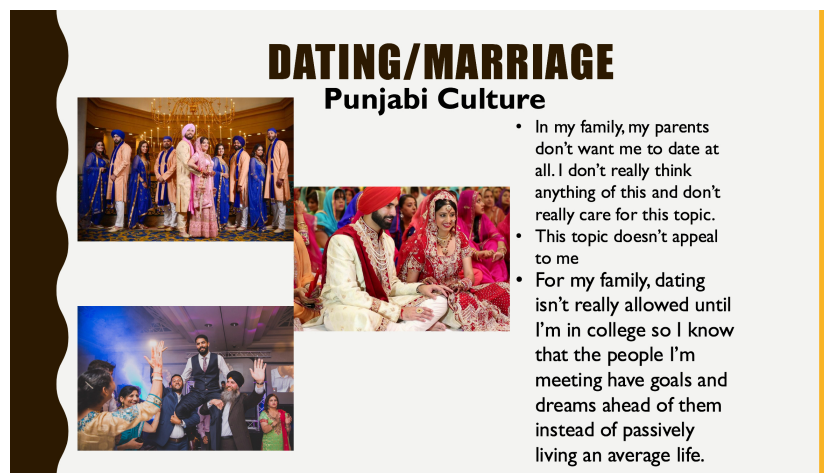 DATING/MARRIAGE
Punjabi Culture
• In my family, my parents
don't want me to date at
all. I don't really think
anything of this and don't
really care for this topic.
• This topic doesn't appeal
to me
• For my family, dating
isn't really allowed until
I'm in college so I know
that the people I'm
meeting have goals and
dreams ahead of them
instead of passively
living an average life.